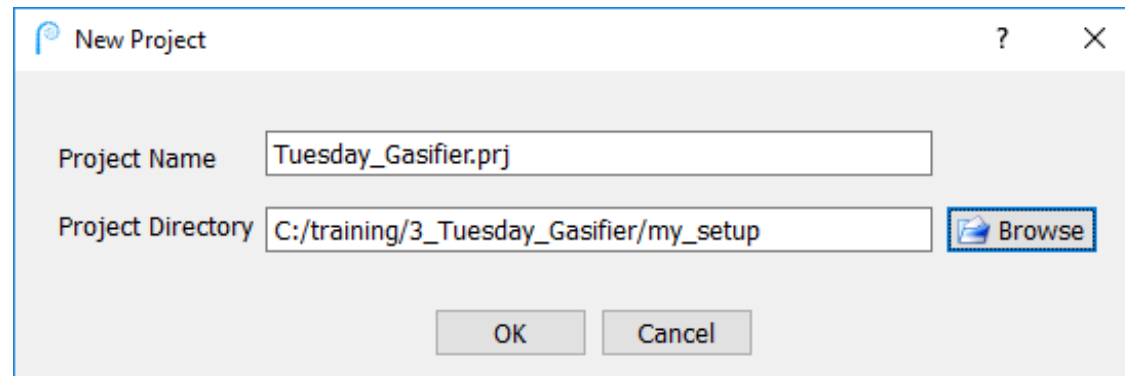 New Project
?
Project Name Tuesday_Gasifier.prj
Project Directory C:/training/3_Tuesday_Gasifier/my_setup Browse
OK Cancel